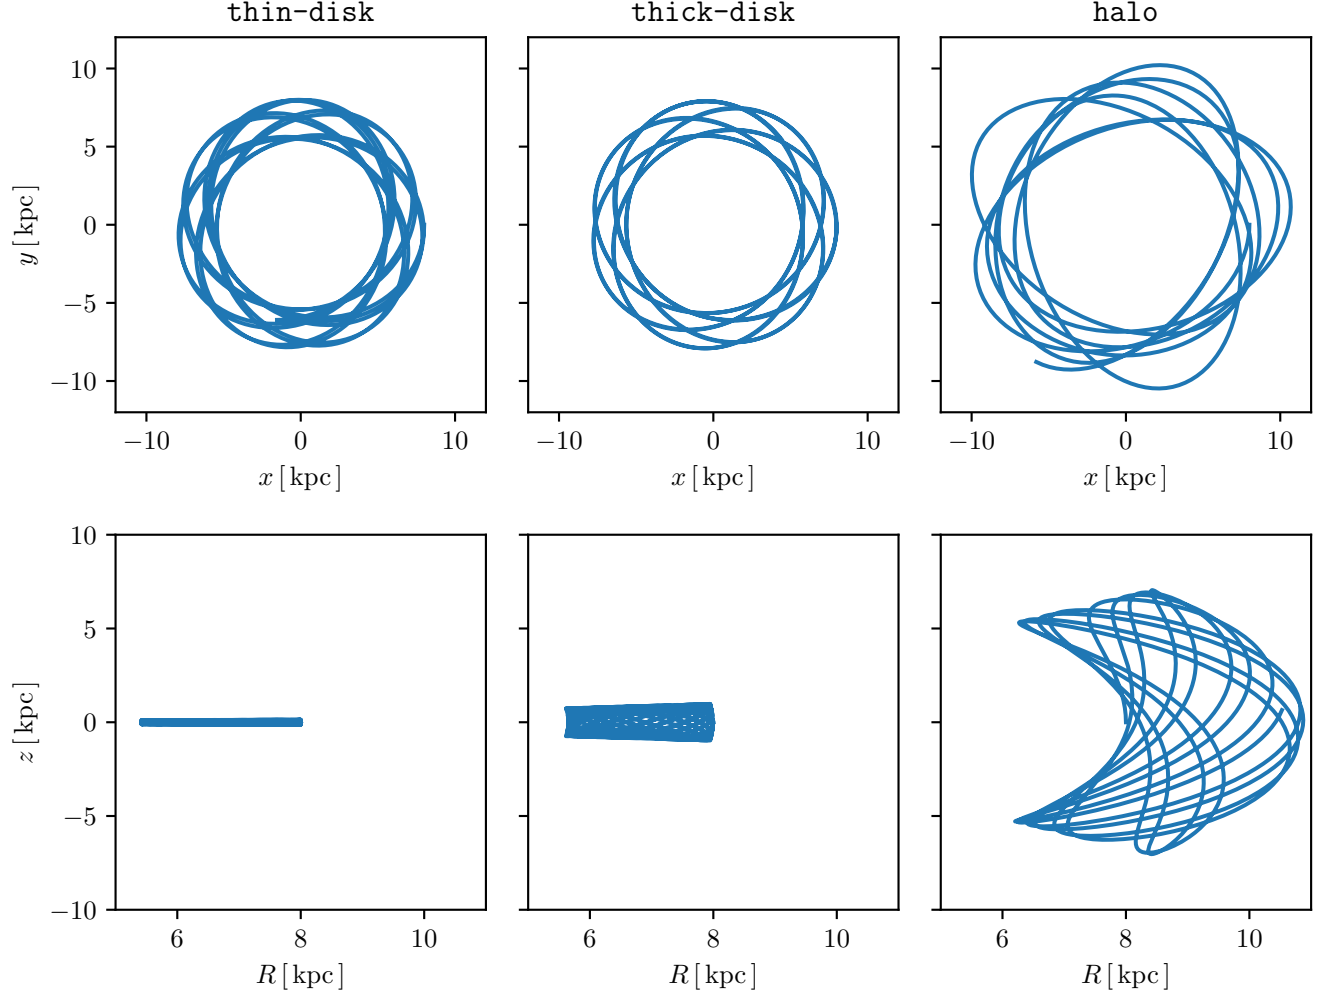 thin-disk thick-disk halo
10
5
0
−5
−10
y [ kpc ]
−10 0 10 −10 0 10 −10 0 10
x [ kpc ] x [ kpc ] x [ kpc ]
10
5
0
−5
−10
z [ kpc ]
6 8 10 6 8 10 6 8 10
R [ kpc ] R [ kpc ] R [ kpc ]